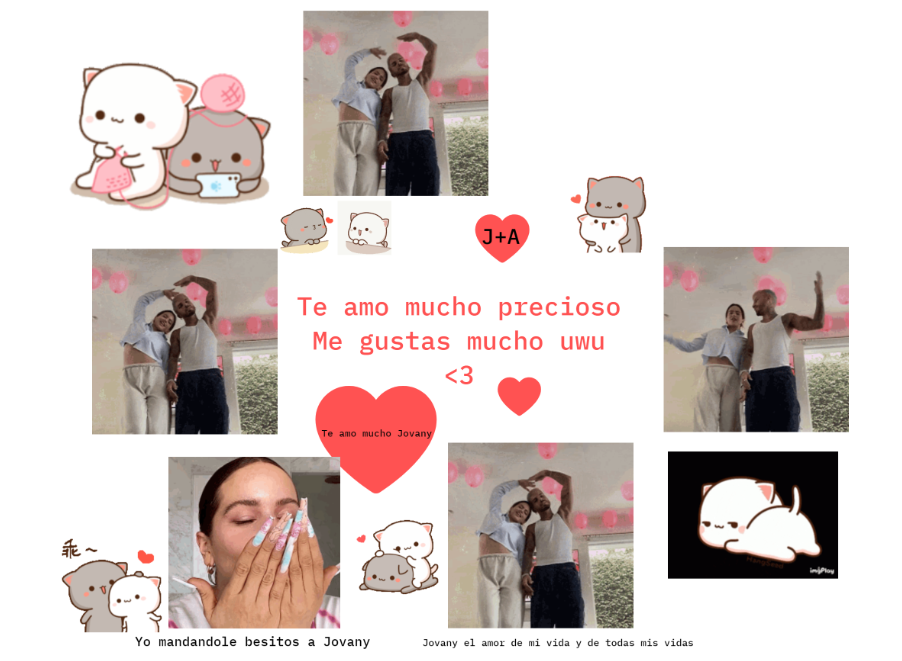 J+A
Te amo mucho precioso
Me gustas mucho uwu
<3
Te amo mucho Jovany
乖~
imgPlay
Yo mandandole besitos a Jovany
Jovany el amor de mi vida y de todas mis vidas